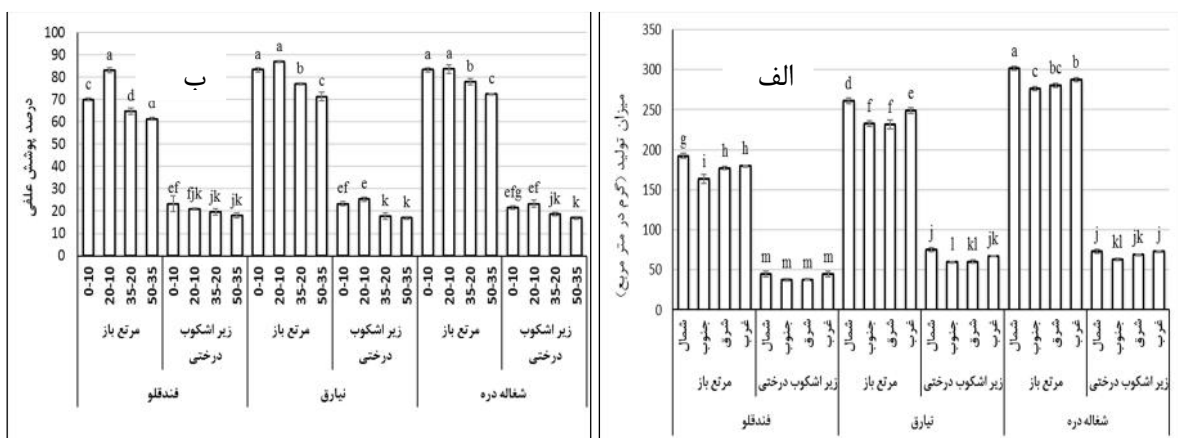 الف
میزان تولید (گرم در متر مربع)
350
300
250
200
150
100
50
0
g i h h m m m m d f f e j l kl jk a c bc b j kl jk j
شمال جنوب شرق غرب شمال جنوب شرق غرب شمال جنوب شرق غرب شمال جنوب شرق غرب شمال جنوب شرق غرب شمال جنوب شرق غرب
مرتع باز زیر اشکوب درختی مرتع باز زیر اشکوب درختی مرتع باز زیر اشکوب درختی
فندقلو نیارق شغاله دره
ب
درصد پوشش علفی
100
90
80
70
60
50
40
30
20
10
0
c a d ef fjk jk jk a a b c ef e k k a a b c efg ef jk k
0-10 20-10 35-20 50-35 0-10 20-10 35-20 50-35 0-10 20-10 35-20 50-35 0-10 20-10 35-20 50-35 0-10 20-10 35-20 50-35 0-10 20-10 35-20 50-35
مرتع باز زیر اشکوب مرتع باز زیر اشکوب مرتع باز زیر اشکوب
درختی درختی درختی
فندقلو نیارق شغاله دره